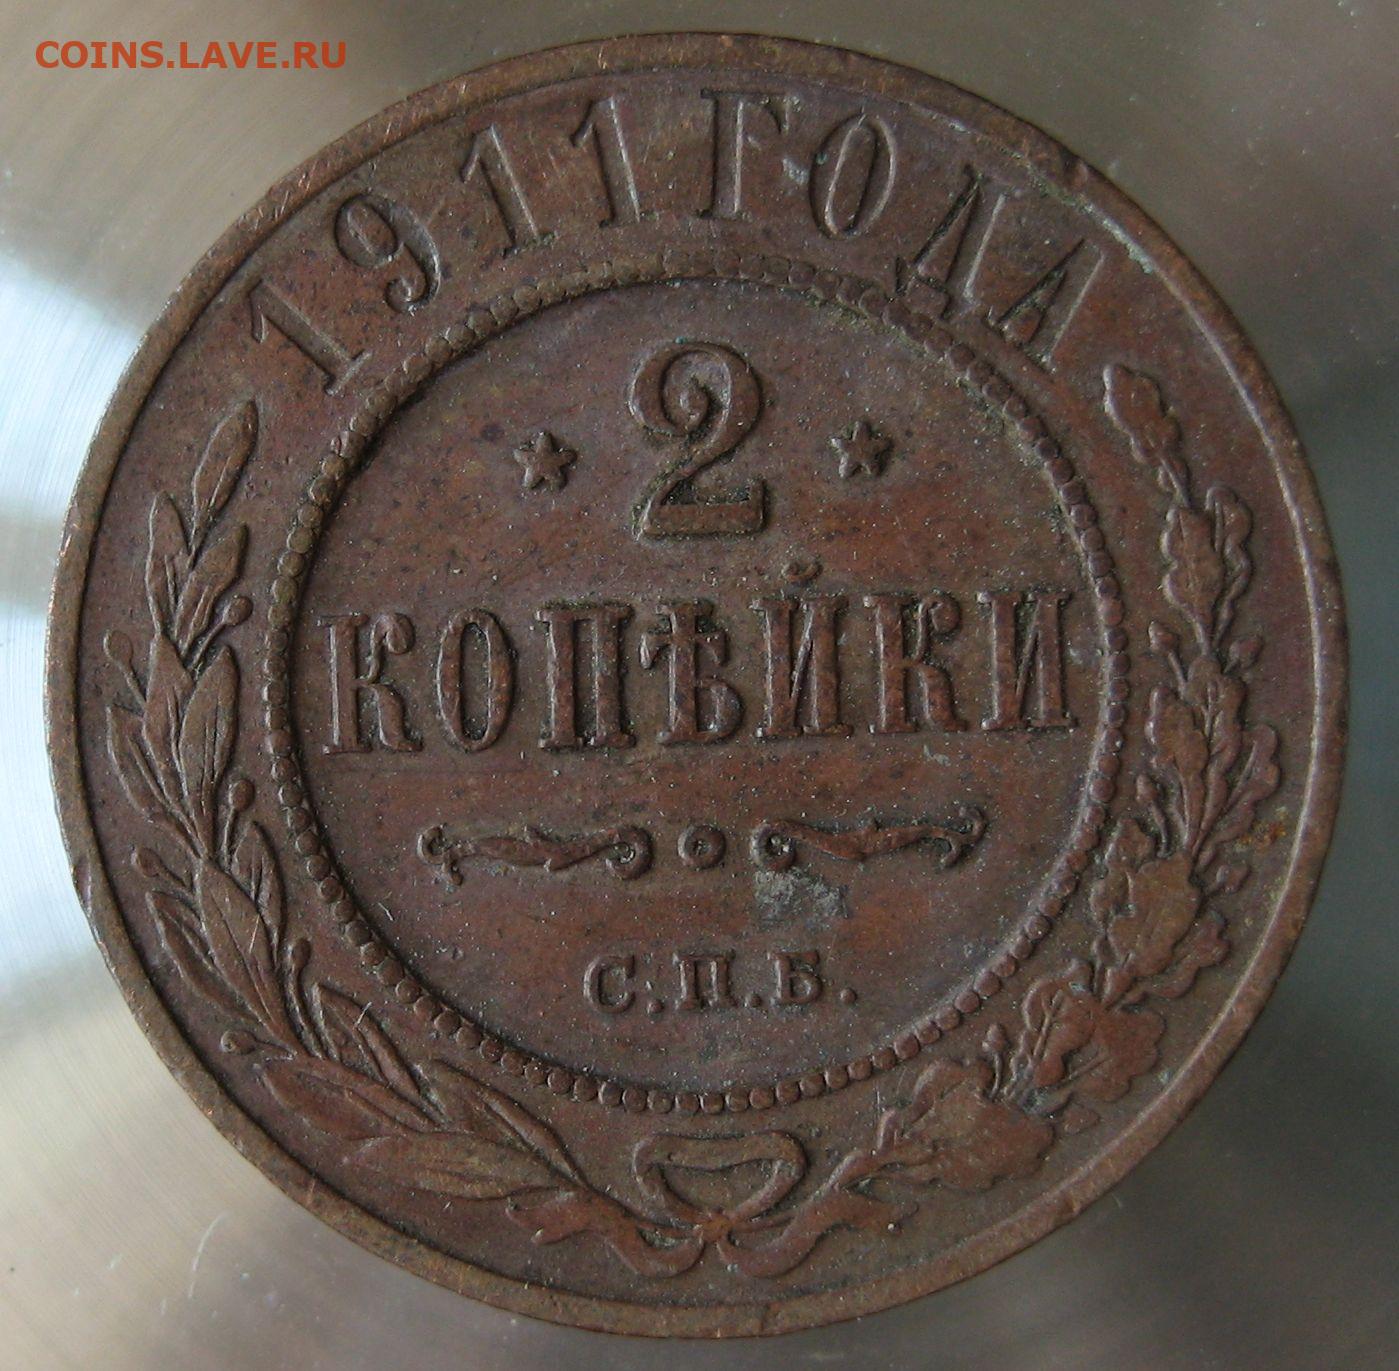 COINS.LAVE.RU
1911 ГОДА
2
КОПѢЙКИ
С.П.Б.